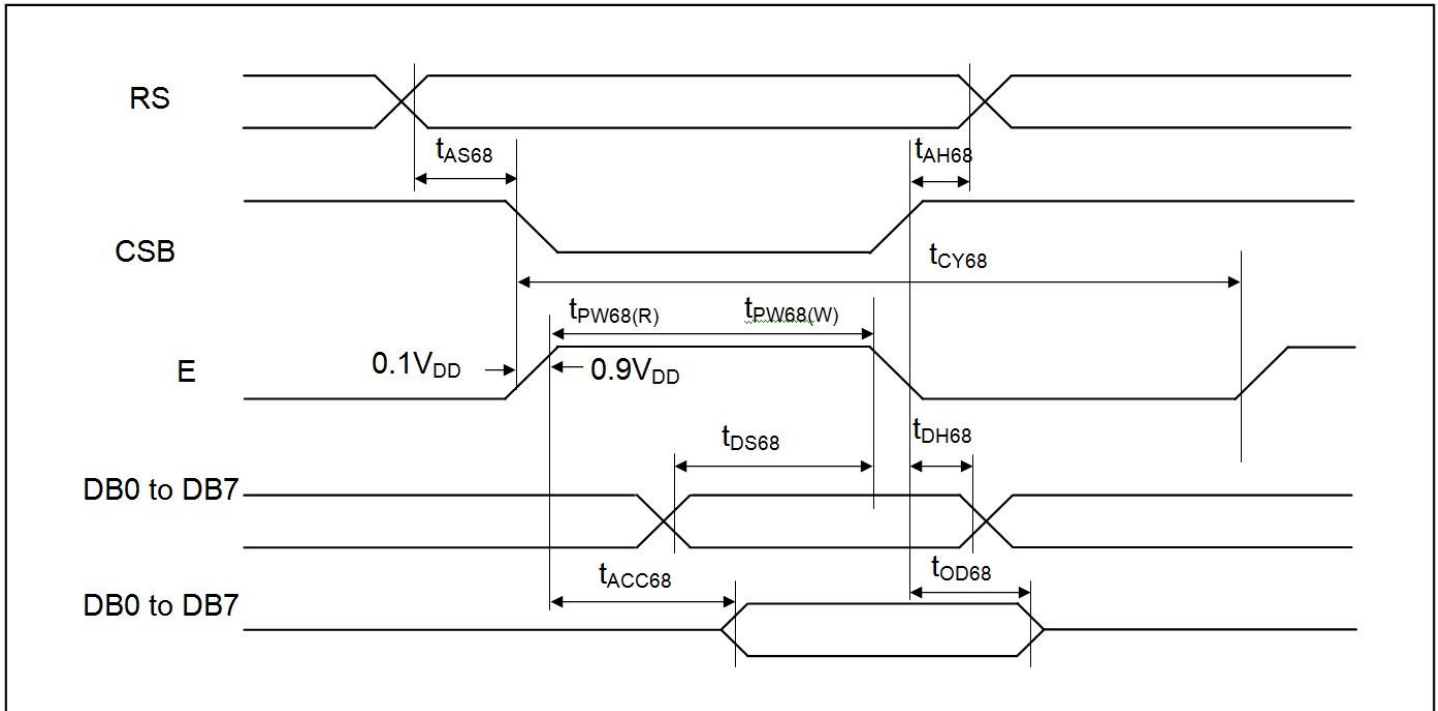 RS
tAS68
tAH68
CSB
tCY68
tPW68(R)
tPW68(W)
E
0.1VDD
0.9VDD
tDS68
tDH68
DB0 to DB7
tACC68
tOD68
DB0 to DB7